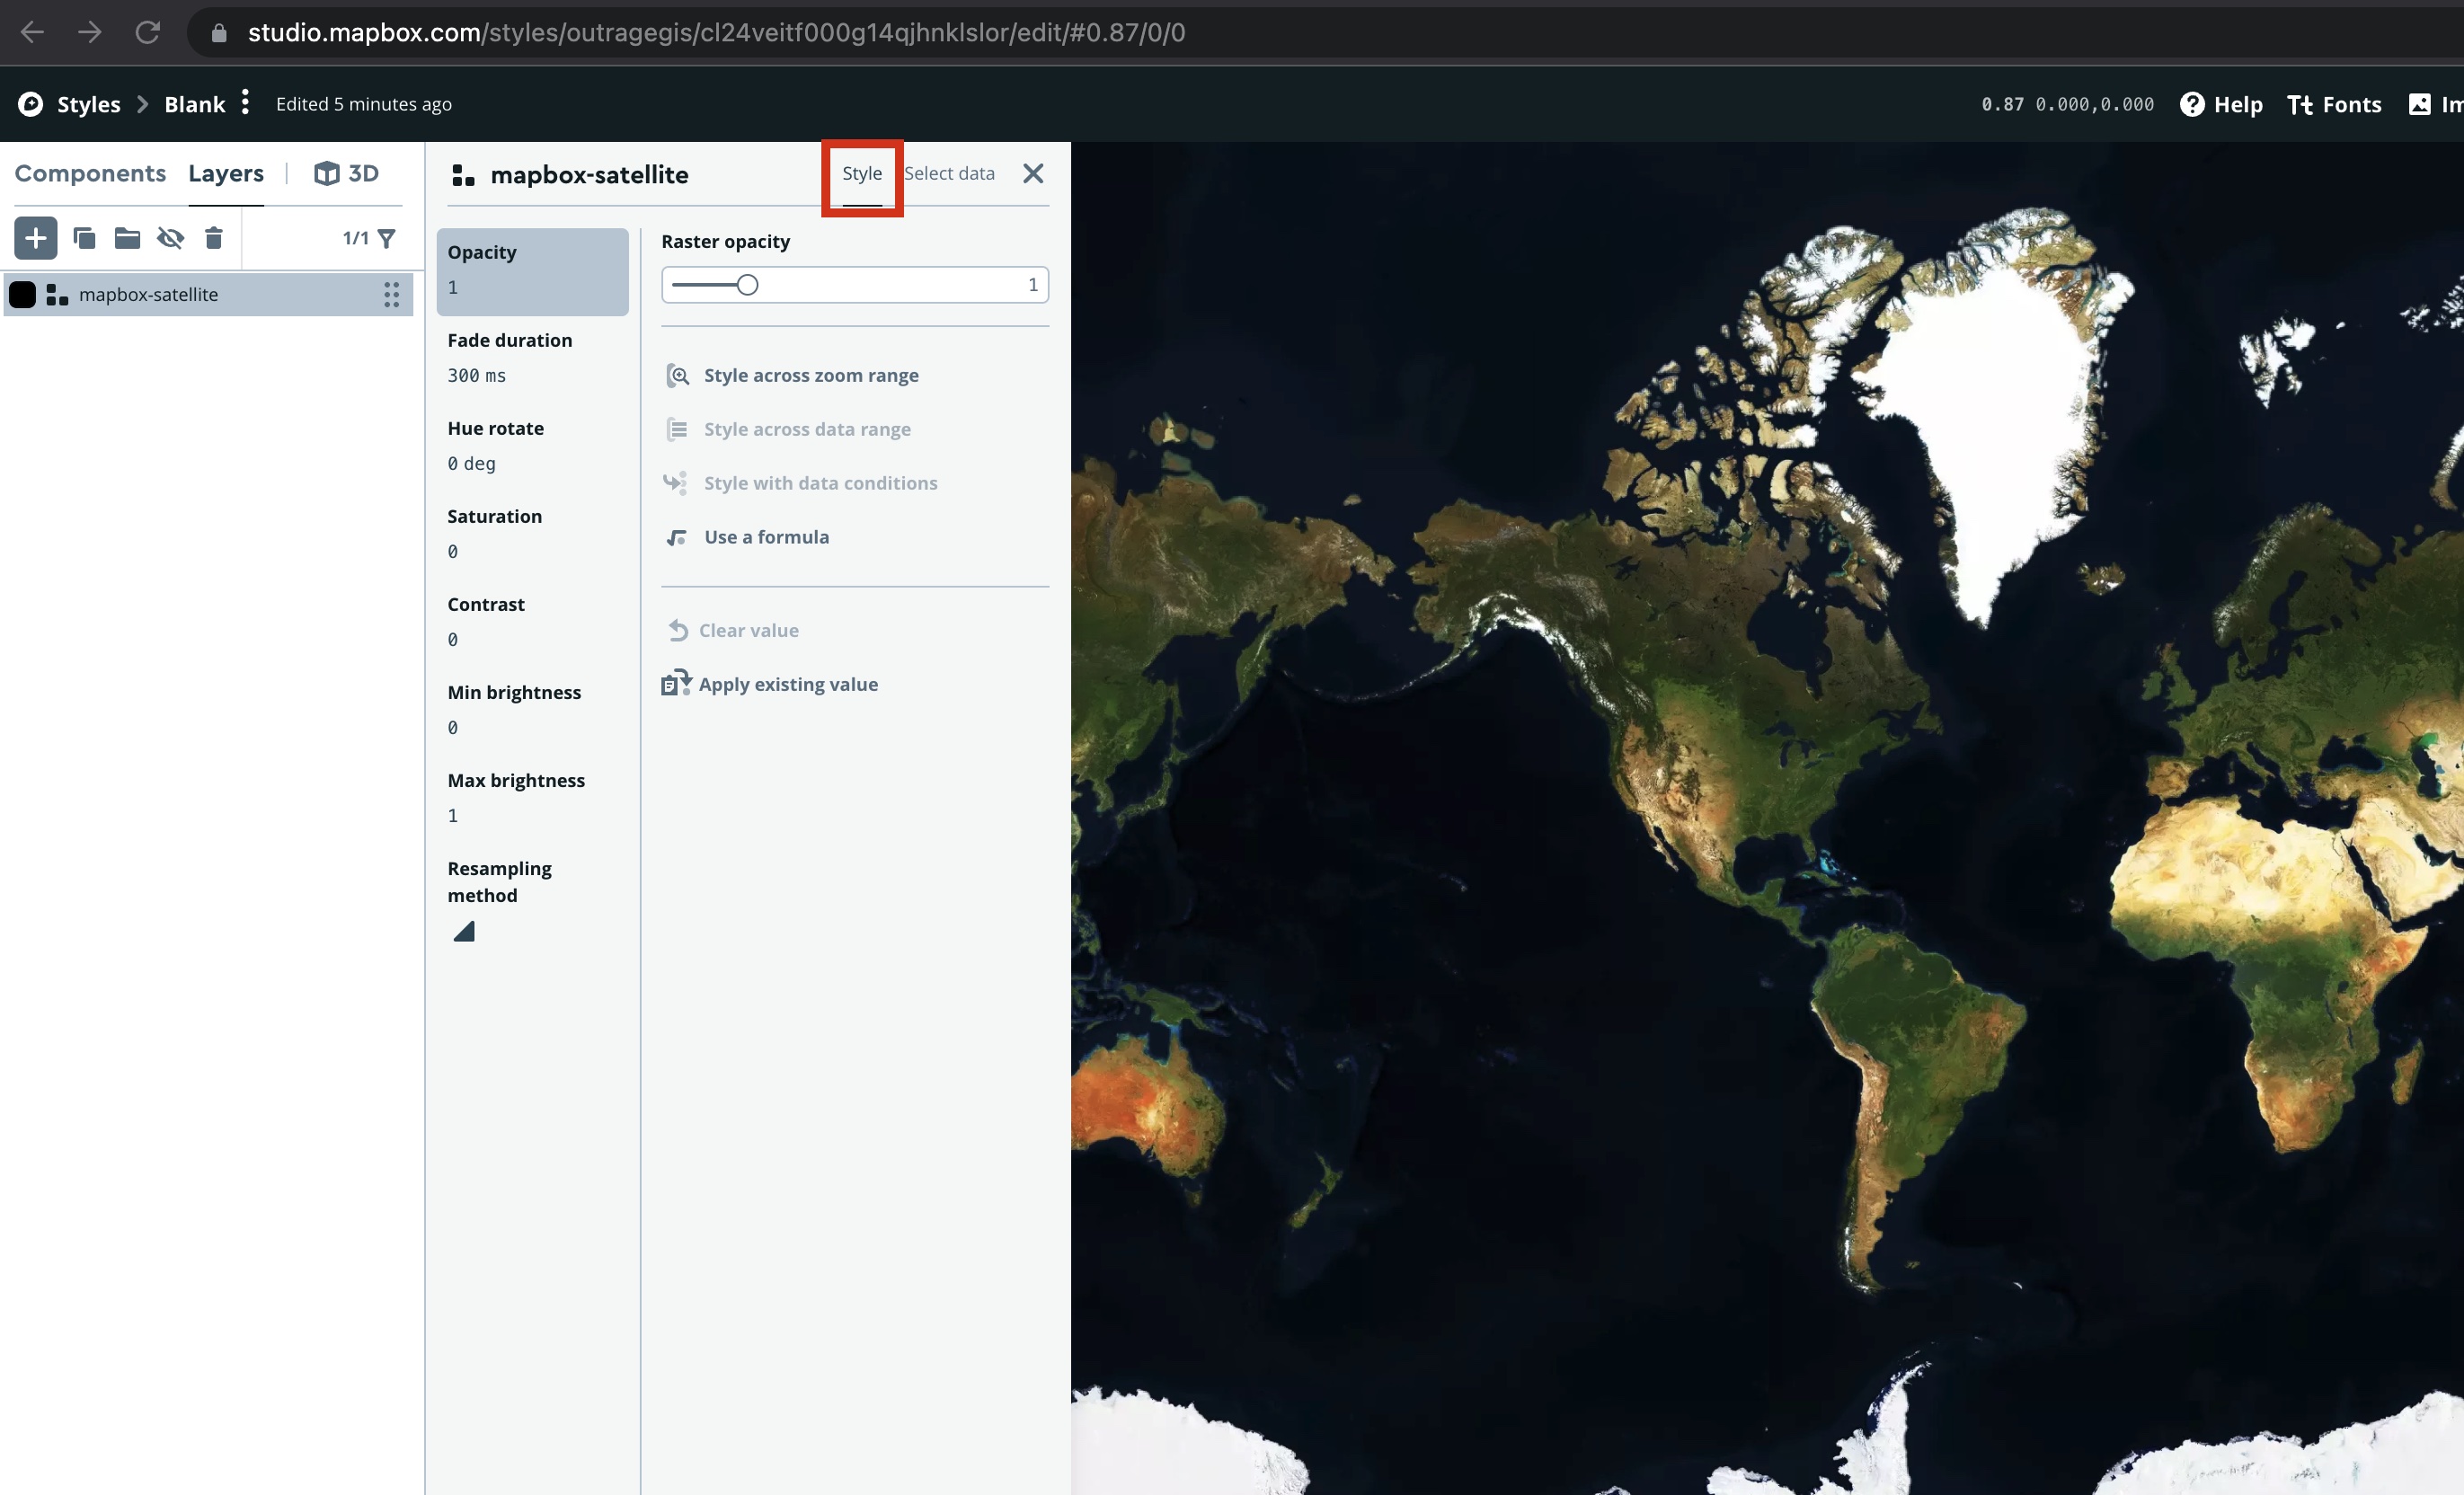 studio.mapbox.com/styles/outragegis/cl24veitf000g14qjhnklslor/edit/#0.87/0/0
Styles > Blank Edited 5 minutes ago 0.87 0.000,0.000 Help Fonts Im
Components Layers 3D
1/1
mapbox-satellite
mapbox-satellite Style Select data
Opacity
1
Fade duration
300 ms
Hue rotate
0 deg
Saturation
0
Contrast
0
Min brightness
0
Max brightness
1
Resampling
method
Raster opacity
1
Style across zoom range
Style across data range
Style with data conditions
Use a formula
Clear value
Apply existing value